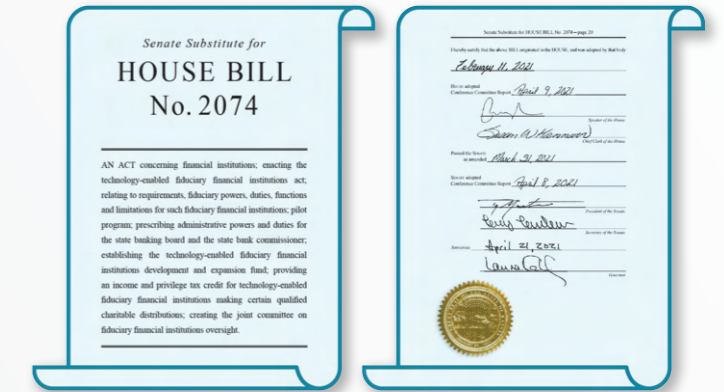 Senate Substitute for
HOUSE BILL
No. 2074
AN ACT concerning financial institutions; enacting the
technology-enabled fiduciary financial institutions act;
relating to requirements, fiduciary powers, duties, functions
and limitations for such fiduciary financial institutions; pilot
program; prescribing administrative powers and duties for
the state banking board and the state bank commissioner;
establishing the technology-enabled fiduciary financial
institutions development and expansion fund; providing
an income and privilege tax credit for technology-enabled
fiduciary financial institutions making certain qualified
charitable distributions; creating the joint committee on
fiduciary financial institutions oversight.
Senate Substitute for HOUSE BILL No. 2074—page 20
I hereby certify that the above BILL originated in the HOUSE, and was adopted by that body
February 11, 2021
House adopted
Conference Committee Report April 9, 2021
Speaker of the House
Susan W Kannarr
Chief Clerk of the House
Passed the Senate
as amended March 31, 2021
Senate adopted
Conference Committee Report April 8, 2021
President of the Senate
Secretary of the Senate
APPROVED April 21, 2021
Laura
Governor